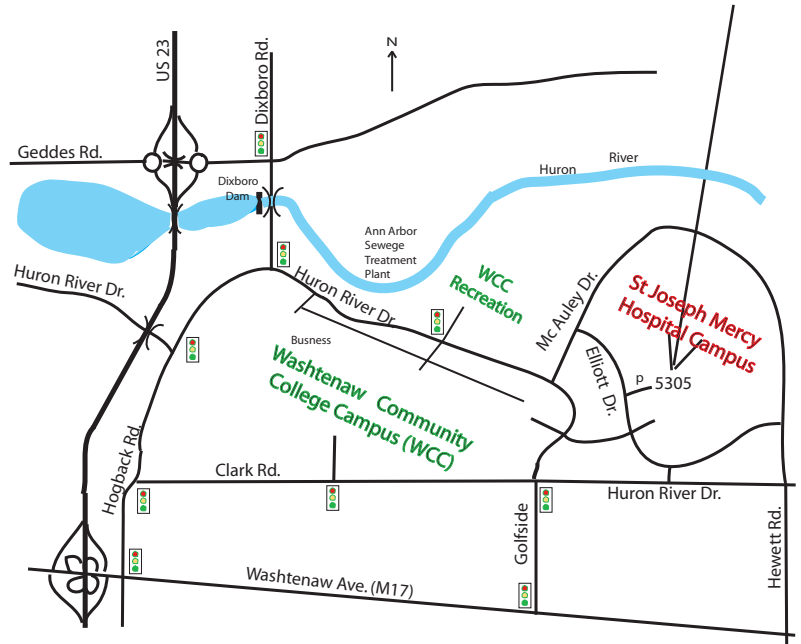 US 23
Dixboro Rd.
N
Geddes Rd.
Huron
River
Dixboro
Dam
Ann Arbor
Sewege
Treatment
Plant
Huron River Dr.
Huron River Dr.
WCC
Recreation
Mc Auley Dr.
St Joseph Mercy
Hospital Campus
Busness
Elliott Dr.
p
5305
Washtenaw Community
College Campus (WCC)
Hogback Rd.
Clark Rd.
Huron River Dr.
Golfside
Hewett Rd.
Washtenaw Ave. (M17)